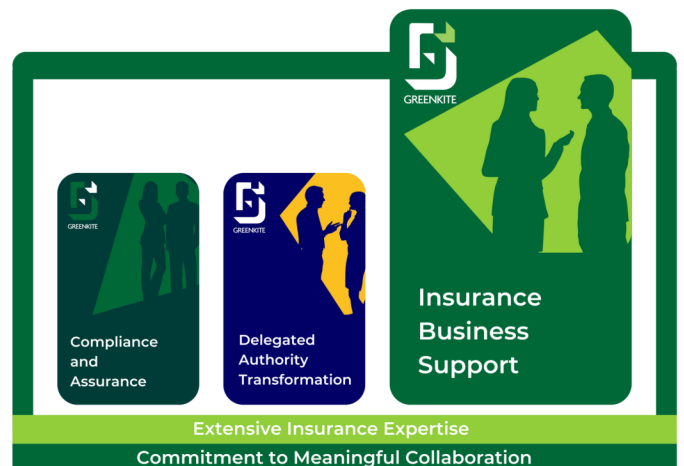 GREENKITE
Compliance
and
Assurance
GREENKITE
Delegated
Authority
Transformation
GREENKITE
Insurance
Business
Support
Extensive Insurance Expertise
Commitment to Meaningful Collaboration